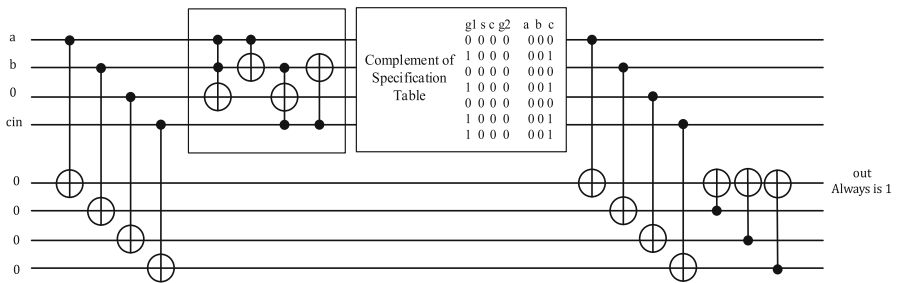 a
b
0
cin
0
0
0
0
Complement of
Specification
Table
g1 s c g2 a b c
0 0 0 0 0 0 0
1 0 0 0 0 0 1
0 0 0 0 0 0 0
1 0 0 0 0 0 1
0 0 0 0 0 0 0
1 0 0 0 0 0 1
1 0 0 0 0 0 1
out
Always is 1